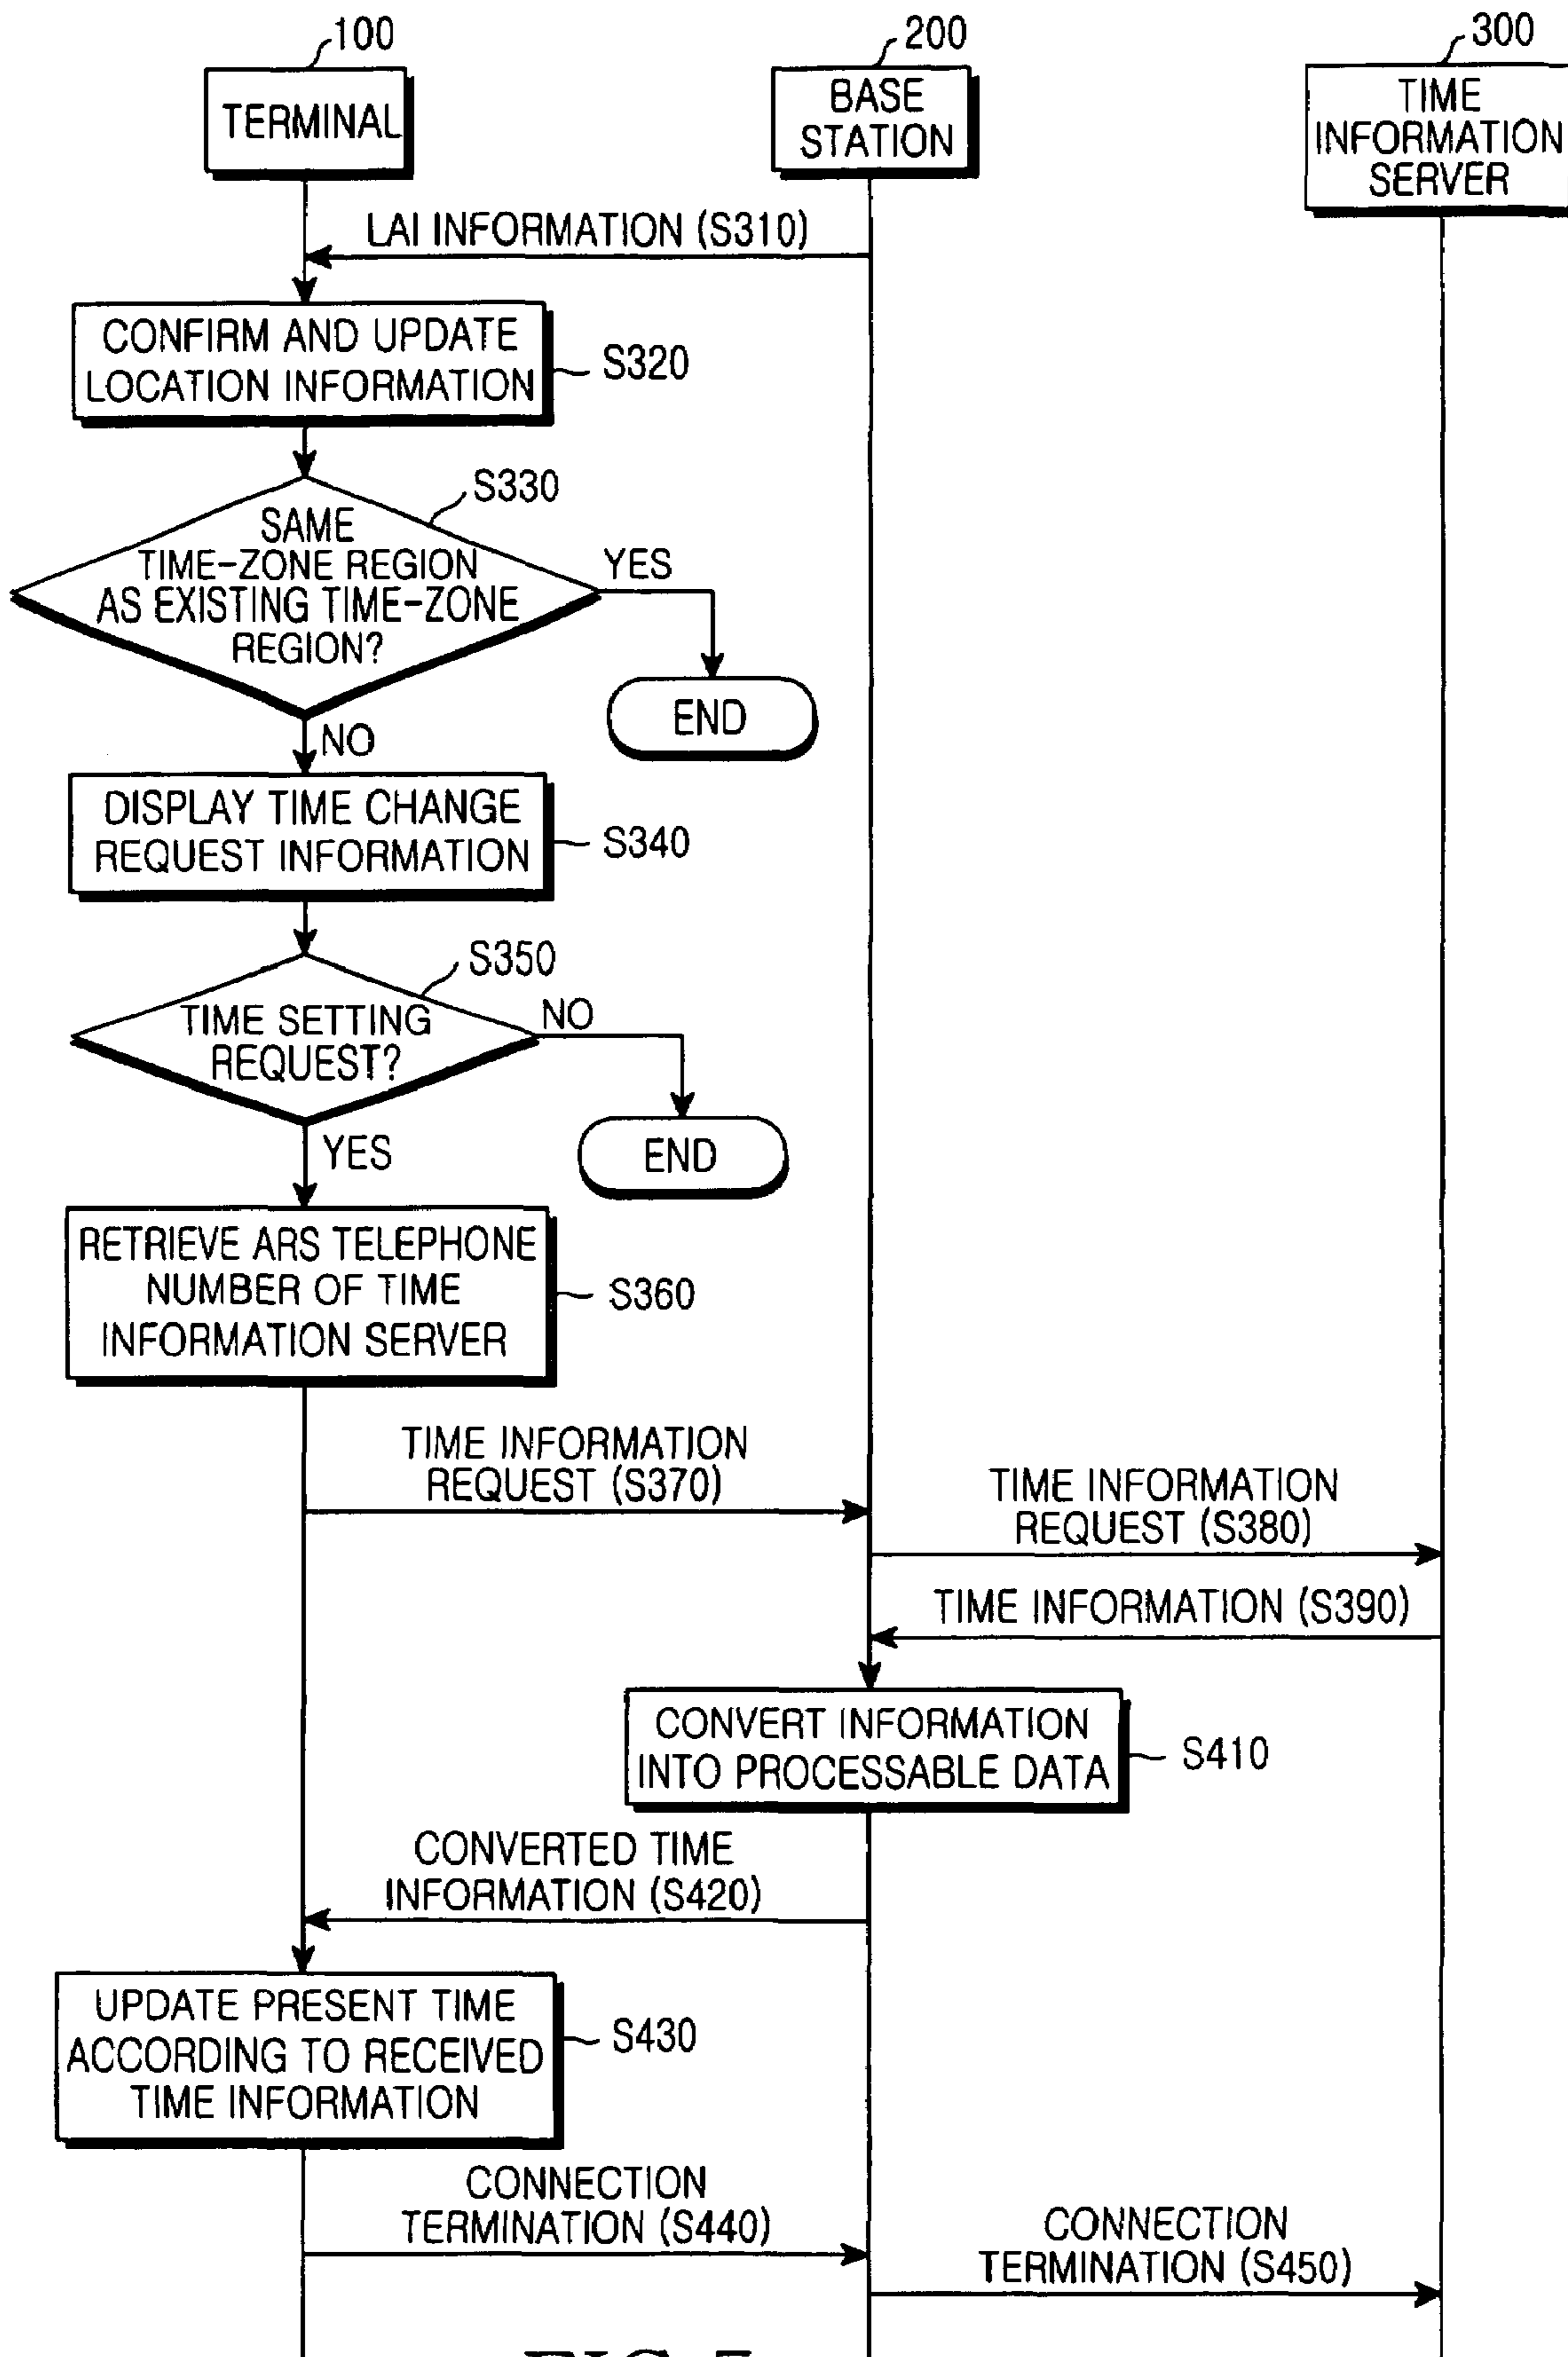 100
200
300
TERMINAL
BASE
STATION
TIME
INFORMATION
SERVER
LAI INFORMATION (S310)
CONFIRM AND UPDATE
LOCATION INFORMATION
S320
S330
SAME
TIME-ZONE REGION
AS EXISTING TIME-ZONE
REGION?
YES
END
NO
DISPLAY TIME CHANGE
REQUEST INFORMATION
S340
S350
TIME SETTING
REQUEST?
NO
END
YES
RETRIEVE ARS TELEPHONE
NUMBER OF TIME
INFORMATION SERVER
S360
TIME INFORMATION
REQUEST (S370)
TIME INFORMATION
REQUEST (S380)
TIME INFORMATION (S390)
CONVERT INFORMATION
INTO PROCESSABLE DATA
S410
CONVERTED TIME
INFORMATION (S420)
UPDATE PRESENT TIME
ACCORDING TO RECEIVED
TIME INFORMATION
S430
CONNECTION
TERMINATION (S440)
CONNECTION
TERMINATION (S450)